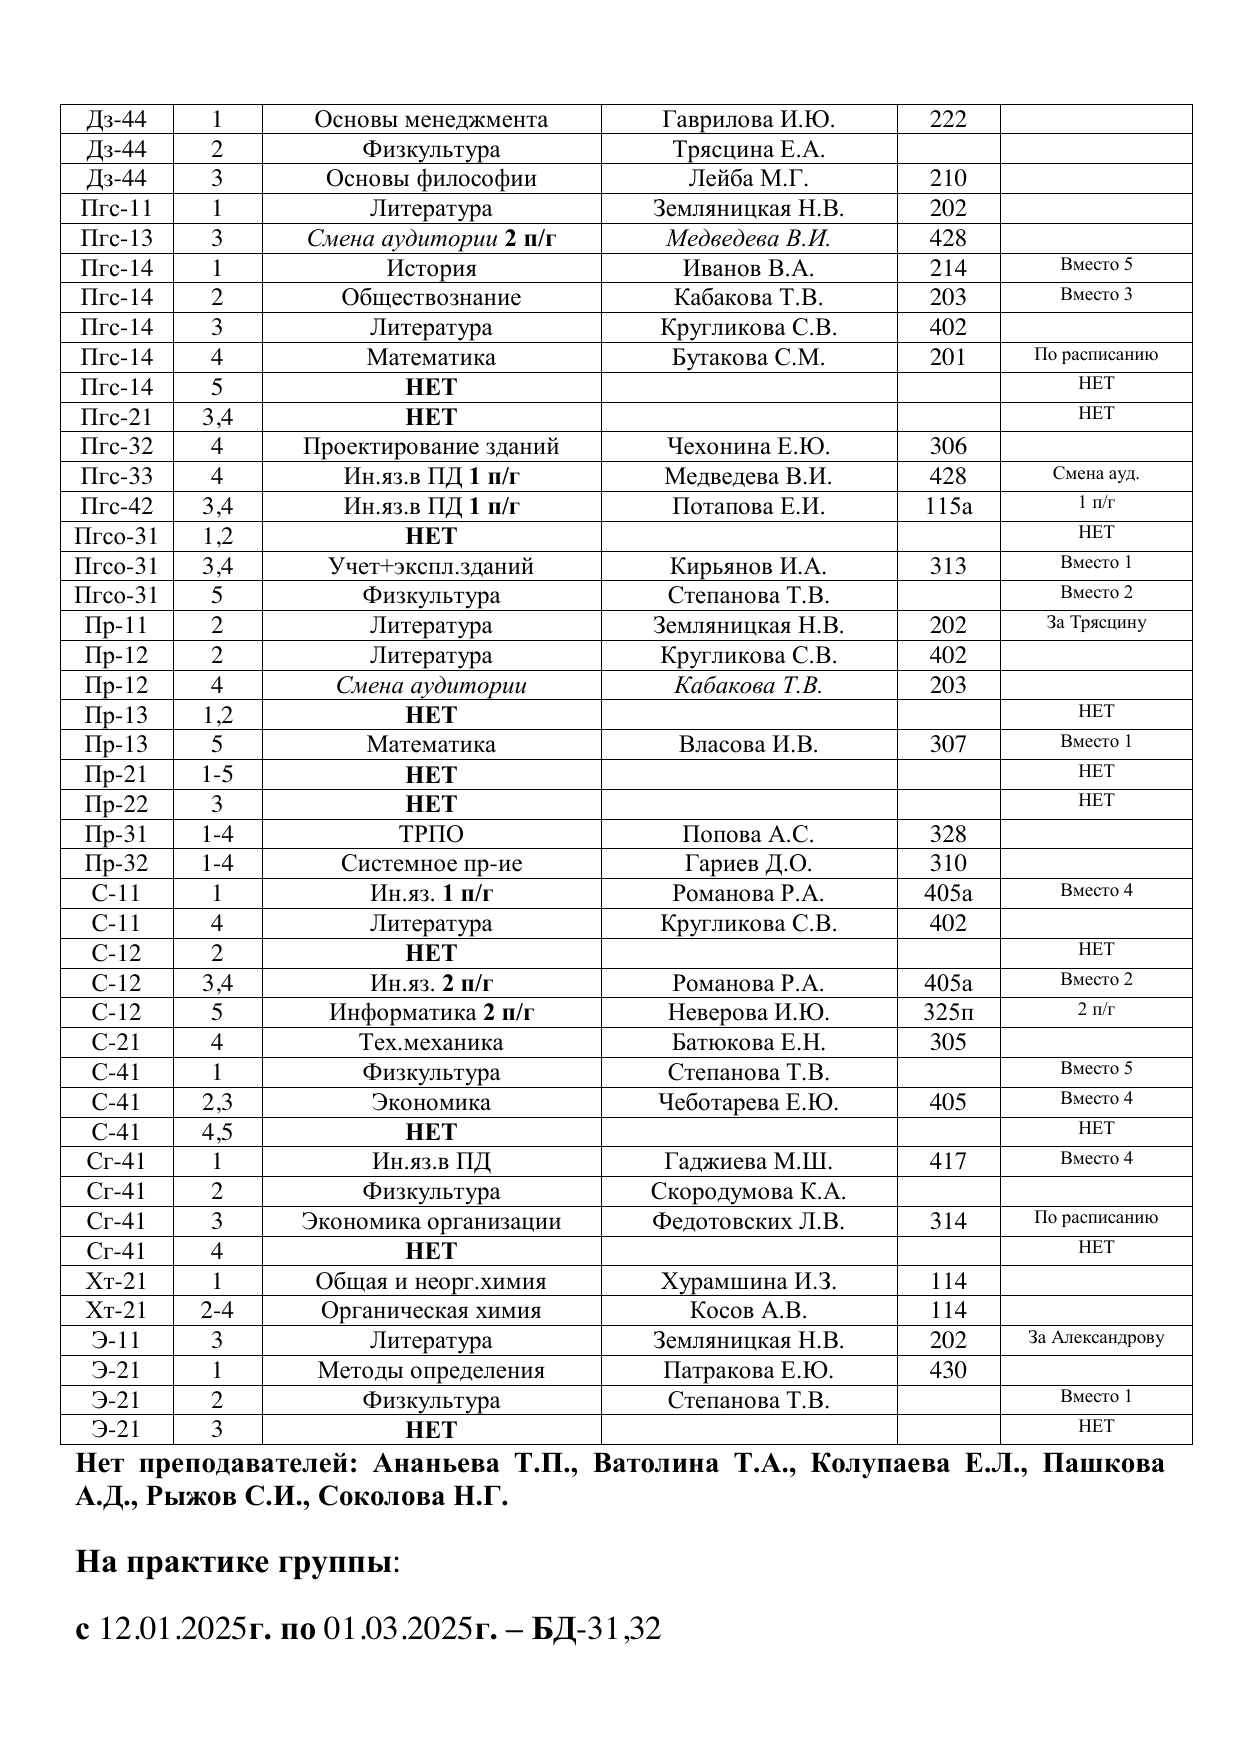 Дз-44 1 Основы менеджмента Гаврилова И.Ю. 222
Дз-44 2 Физкультура Трясцина Е.А.
Дз-44 3 Основы философии Лейба М.Г. 210
Пгс-11 1 Литература Земляницкая Н.В. 202
Пгс-13 3 Смена аудитории 2 п/г Медведева В.И. 428
Пгс-14 1 История Иванов В.А. 214 Вместо 5
Пгс-14 2 Обществознание Кабакова Т.В. 203 Вместо 3
Пгс-14 3 Литература Кругликова С.В. 402
Пгс-14 4 Математика Бутакова С.М. 201 По расписанию
Пгс-14 5 НЕТ НЕТ
Пгс-21 3,4 НЕТ НЕТ
Пгс-32 4 Проектирование зданий Чехонина Е.Ю. 306
Пгс-33 4 Ин.яз.в ПД 1 п/г Медведева В.И. 428 Смена ауд.
Пгс-42 3,4 Ин.яз.в ПД 1 п/г Потапова Е.И. 115а 1 п/г
Пгсо-31 1,2 НЕТ НЕТ
Пгсо-31 3,4 Учет+экспл.зданий Кирьянов И.А. 313 Вместо 1
Пгсо-31 5 Физкультура Степанова Т.В. Вместо 2
Пр-11 2 Литература Земляницкая Н.В. 202 За Трясцину
Пр-12 2 Литература Кругликова С.В. 402
Пр-12 4 Смена аудитории Кабакова Т.В. 203
Пр-13 1,2 НЕТ НЕТ
Пр-13 5 Математика Власова И.В. 307 Вместо 1
Пр-21 1-5 НЕТ НЕТ
Пр-22 3 НЕТ НЕТ
Пр-31 1-4 ТРПО Попова А.С. 328
Пр-32 1-4 Системное пр-ие Гариев Д.О. 310
С-11 1 Ин.яз. 1 п/г Романова Р.А. 405а Вместо 4
С-11 4 Литература Кругликова С.В. 402
С-12 2 НЕТ НЕТ
С-12 3,4 Ин.яз. 2 п/г Романова Р.А. 405а Вместо 2
С-12 5 Информатика 2 п/г Неверова И.Ю. 325п 2 п/г
С-21 4 Тех.механика Батюкова Е.Н. 305
С-41 1 Физкультура Степанова Т.В. Вместо 5
С-41 2,3 Экономика Чеботарева Е.Ю. 405 Вместо 4
С-41 4,5 НЕТ НЕТ
Сг-41 1 Ин.яз.в ПД Гаджиева М.Ш. 417 Вместо 4
Сг-41 2 Физкультура Скородумова К.А.
Сг-41 3 Экономика организации Федотовских Л.В. 314 По расписанию
Сг-41 4 НЕТ НЕТ
Хт-21 1 Общая и неорг.химия Хурамшина И.З. 114
Хт-21 2-4 Органическая химия Косов А.В. 114
Э-11 3 Литература Земляницкая Н.В. 202 За Александрову
Э-21 1 Методы определения Патракова Е.Ю. 430
Э-21 2 Физкультура Степанова Т.В. Вместо 1
Э-21 3 НЕТ НЕТ
Нет преподавателей: Ананьева Т.П., Ватолина Т.А., Колупаева Е.Л., Пашкова
А.Д., Рыжов С.И., Соколова Н.Г.
На практике группы:
с 12.01.2025г. по 01.03.2025г. – БД-31,32